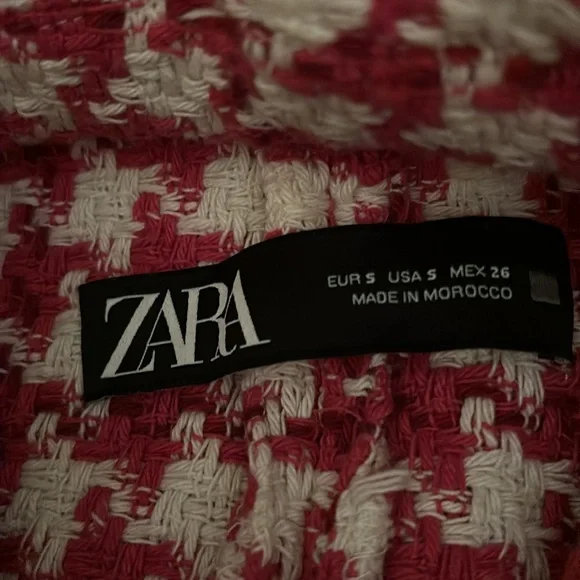 ZARA
EUR S USA S MEX 26
MADE IN MOROCCO